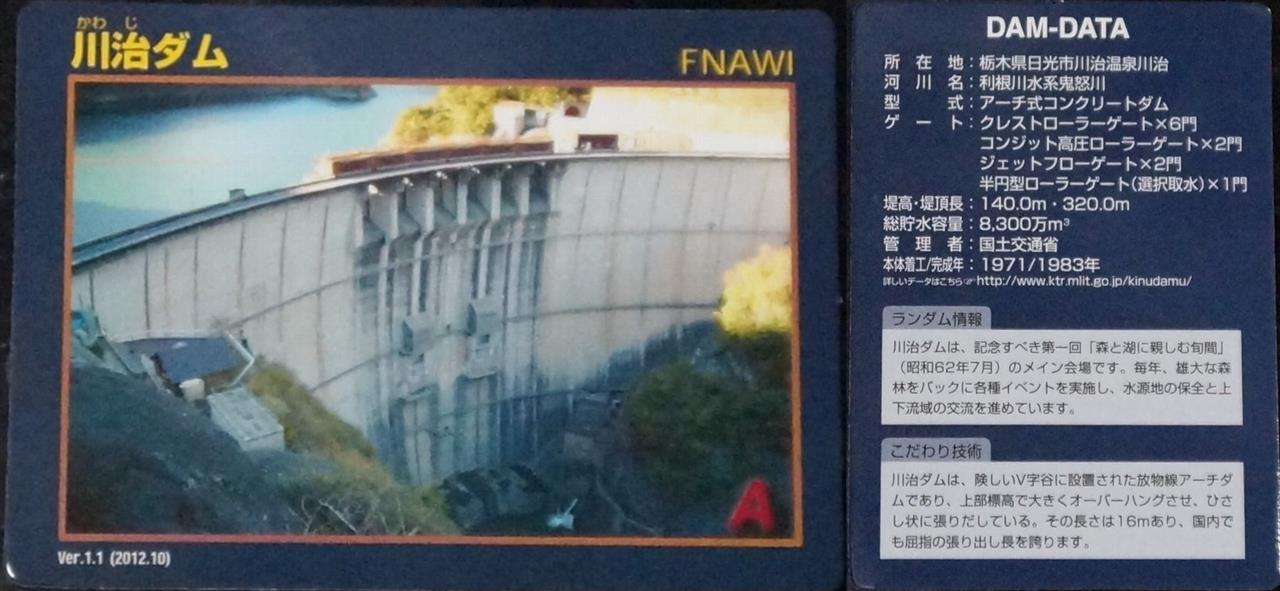 かわじ
川治ダム
FNAWI
A
Ver.1.1 (2012.10)
DAM-DATA
所在地：栃木県日光市川治温泉川治
河川名：利根川水系鬼怒川
型式：アーチ式コンクリートダム
ゲート：クレストローラーゲート×6門
コンジット高圧ローラーゲート×2門
ジェットフローゲート×2門
半円型ローラーゲート(選択取水)×1門
堤高・堤頂長：140.0m・320.0m
総貯水容量：8,300万m³
管理者：国土交通省
本体着工/完成年：1971/1983年
詳しいデータはこちら☞http://www.ktr.mlit.go.jp/kinudamu/
ランダム情報
川治ダムは、記念すべき第一回「森と湖に親しむ旬間」
（昭和62年7月）のメイン会場です。毎年、雄大な森
林をバックに各種イベントを実施し、水源地の保全と上
下流域の交流を進めています。
こだわり技術
川治ダムは、険しいV字谷に設置された放物線アーチダ
ムであり、上部標高で大きくオーバーハングさせ、ひさ
し状に張りだしている。その長さは16mあり、国内で
も屈指の張り出し長を誇ります。